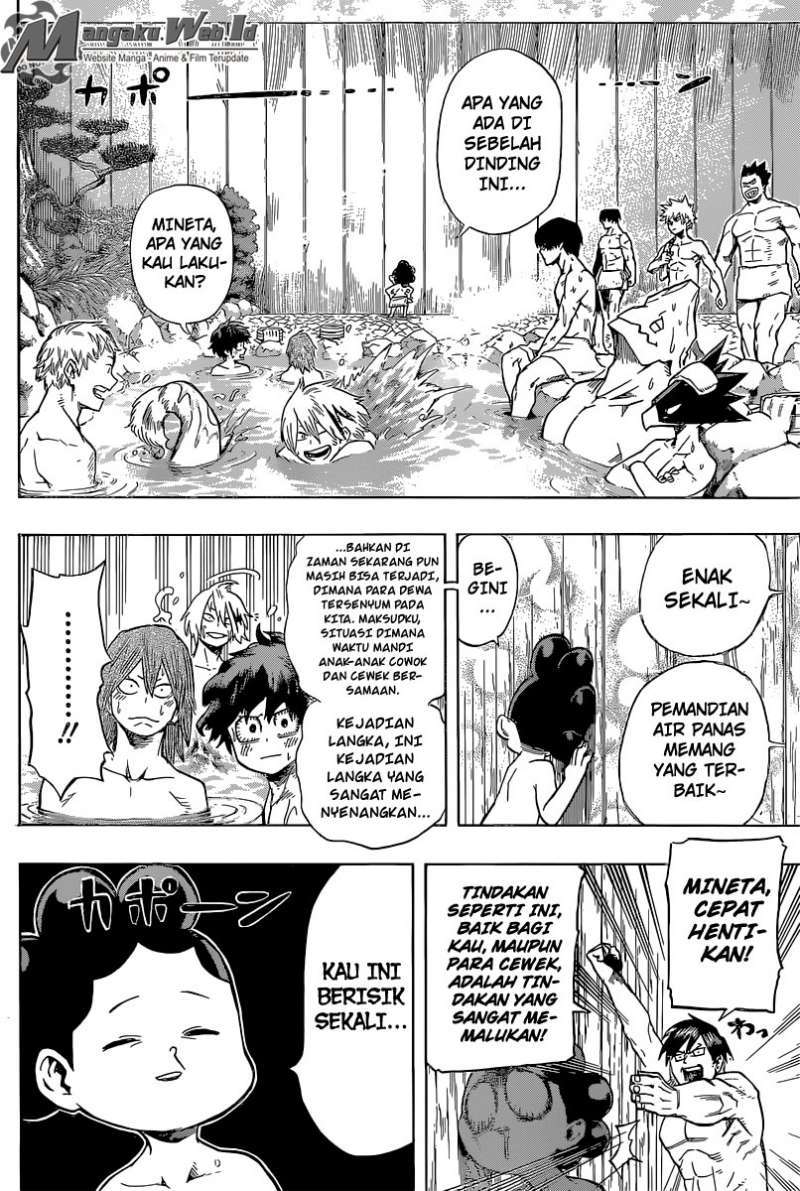 Mangaku.Web.Id
Website Manga - Anime & Film Terupdate
カポーーン
APA YANG
ADA DI
SEBELAH
DINDING
INI...
MINETA,
APA YANG
KAU LAKU-
KAN?
ENAK
SEKALI~
PEMANDIAN
AIR PANAS
MEMANG
YANG TER-
BAIK~
BE-
GINI
...
...BAHKAN DI
ZAMAN SEKARANG PUN
MASIH BISA TERJADI,
DIMANA PARA DEWA
TERSENYUM PADA
KITA. MAKSUDKU,
SITUASI DIMANA
WAKTU MANDI
ANAK-ANAK COWOK
DAN CEWEK BER-
SAMAAN.
KEJADIAN
LANGKA, INI
KEJADIAN
LANGKA YANG
SANGAT ME-
NYENANGKAN...
........!!
MINETA,
CEPAT
HENTI-
KAN!
わっ
TINDAKAN
SEPERTI INI,
BAIK BAGI
KAU, MAUPUN
PARA CEWEK,
ADALAH TIN-
DAKAN YANG
SANGAT ME-
MALUKAN!
KAU INI
BERISIK
SEKALI...
カポーン